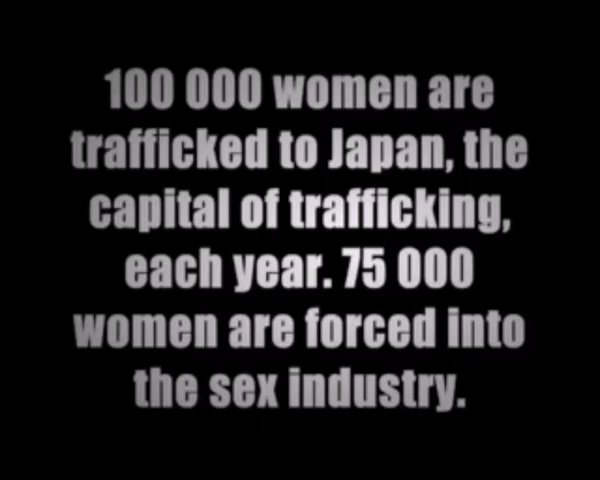 100 000 women are
trafficked to Japan, the
capital of trafficking,
each year. 75 000
women are forced into
the sex industry.